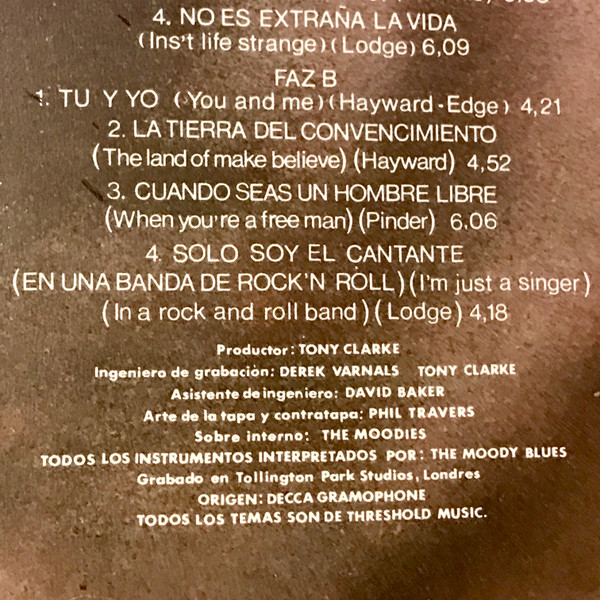 4. NO ES EXTRAÑA LA VIDA
(Ins't life strange) (Lodge) 6,09
FAZ B
1. TU Y YO (You and me) (Hayward-Edge) 4,21
2. LA TIERRA DEL CONVENCIMIENTO
(The land of make believe) (Hayward) 4,52
3. CUANDO SEAS UN HOMBRE LIBRE
(When you're a free man) (Pinder) 6.06
4. SOLO SOY EL CANTANTE
(EN UNA BANDA DE ROCK'N ROLL) (I'm just a singer)
(In a rock and roll band) (Lodge) 4,18
Productor: TONY CLARKE
Ingeniero de grabación: DEREK VARNALS TONY CLARKE
Asistente de ingeniero: DAVID BAKER
Arte de la tapa y contratapa: PHIL TRAVERS
Sobre interno: THE MOODIES
TODOS LOS INSTRUMENTOS INTERPRETADOS POR: THE MOODY BLUES
Grabado en Tollington Park Studios, Londres
ORIGEN: DECCA GRAMOPHONE
TODOS LOS TEMAS SON DE THRESHOLD MUSIC.